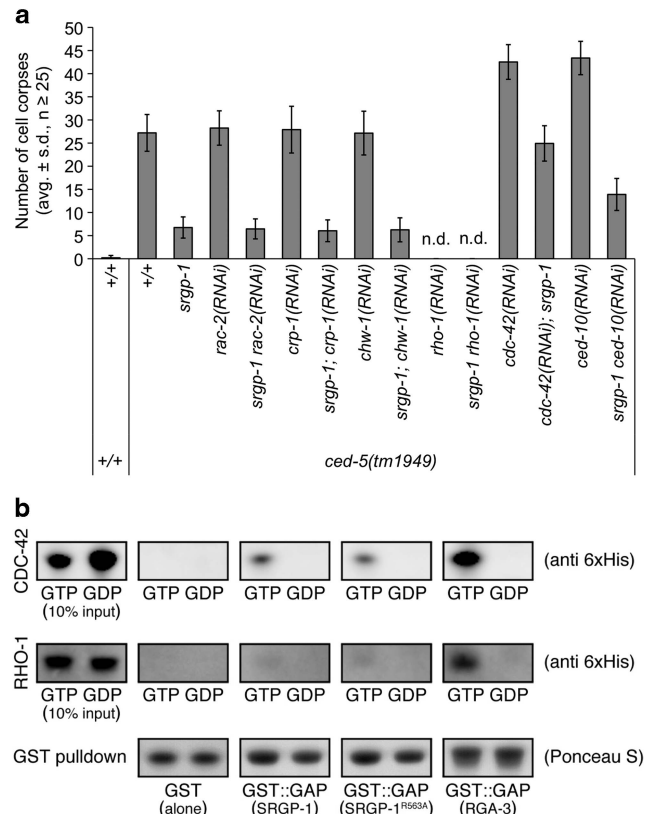 a
Number of cell corpses
(avg. ± s.d., n ≥ 25)
50
45
40
35
30
25
20
15
10
5
0
n.d.
n.d.
+/+
+/+
srgp-1
rac-2(RNAi)
srgp-1 rac-2(RNAi)
crp-1(RNAi)
srgp-1; crp-1(RNAi)
chw-1(RNAi)
srgp-1; chw-1(RNAi)
rho-1(RNAi)
srgp-1 rho-1(RNAi)
cdc-42(RNAi)
cdc-42(RNAi); srgp-1
ced-10(RNAi)
srgp-1 ced-10(RNAi)
+/+
ced-5(tm1949)
b
CDC-42
(anti 6xHis)
GTP GDP GTP GDP GTP GDP GTP GDP GTP GDP
(10% input)
RHO-1
(anti 6xHis)
GTP GDP GTP GDP GTP GDP GTP GDP GTP GDP
(10% input)
GST pulldown
(Ponceau S)
GST GST::GAP GST::GAP GST::GAP
(alone) (SRGP-1) (SRGP-1R563A) (RGA-3)